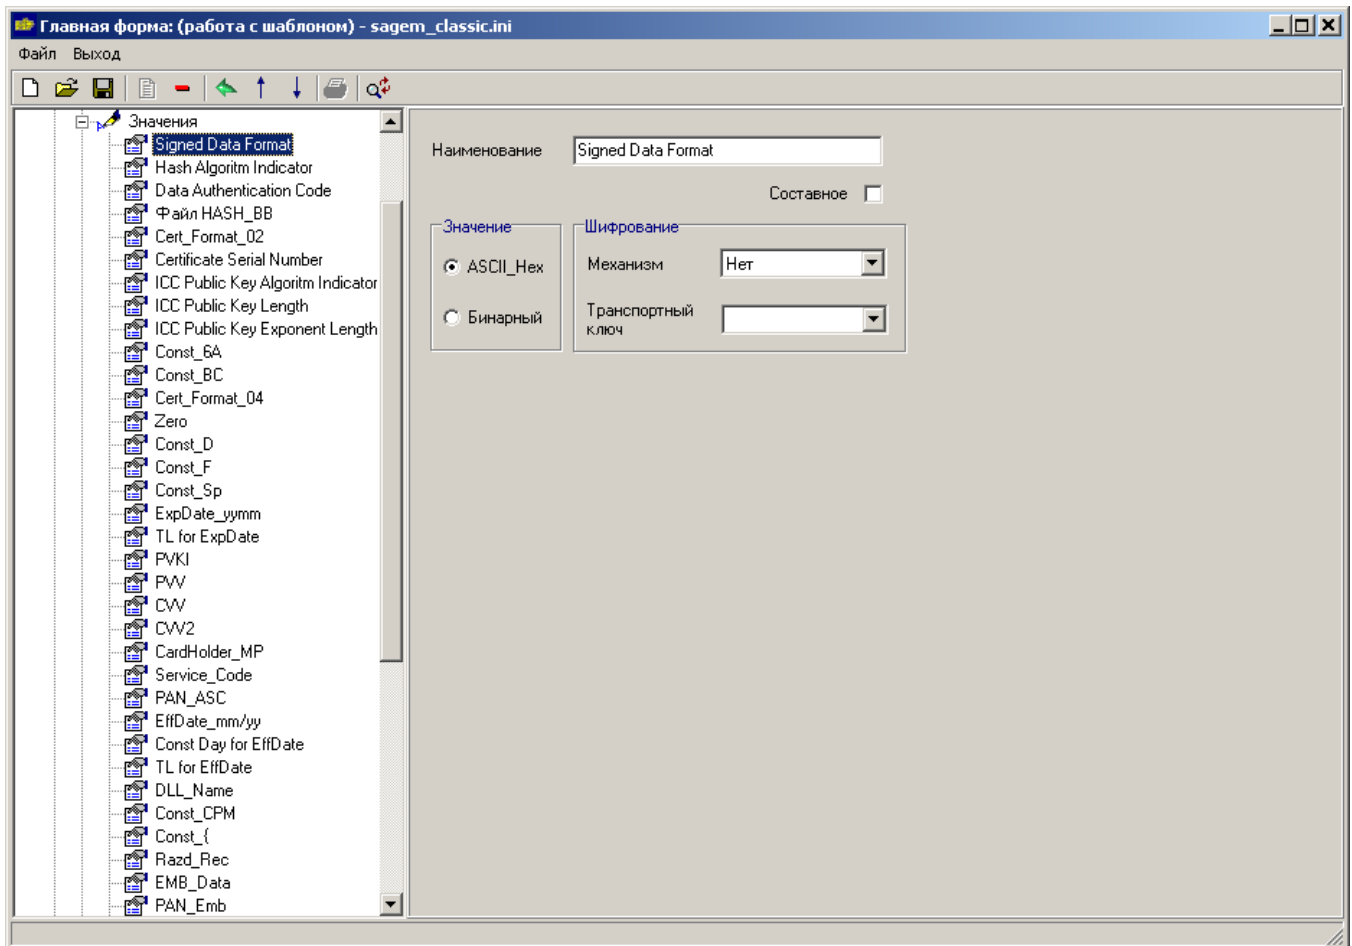 Главная форма: (работа с шаблоном) - sagem_classic.ini
Файл Выход
Значения
Signed Data Format
Hash Algoritm Indicator
Data Authentication Code
Файл HASH_BB
Cert_Format_02
Certificate Serial Number
ICC Public Key Algoritm Indicator
ICC Public Key Length
ICC Public Key Exponent Length
Const_6A
Const_BC
Cert_Format_04
Zero
Const_D
Const_F
Const_Sp
ExpDate_yymm
TL for ExpDate
PVKI
PVV
CVV
CVV2
CardHolder_MP
Service_Code
PAN_ASC
EffDate_mm/yy
Const Day for EffDate
TL for EffDate
DLL_Name
Const_CPM
Const_{
Razd_Rec
EMB_Data
PAN_Emb
Наименование Signed Data Format
Составное
Значение
ASCII_Hex
Бинарный
Шифрование
Механизм Нет
Транспортный
ключ